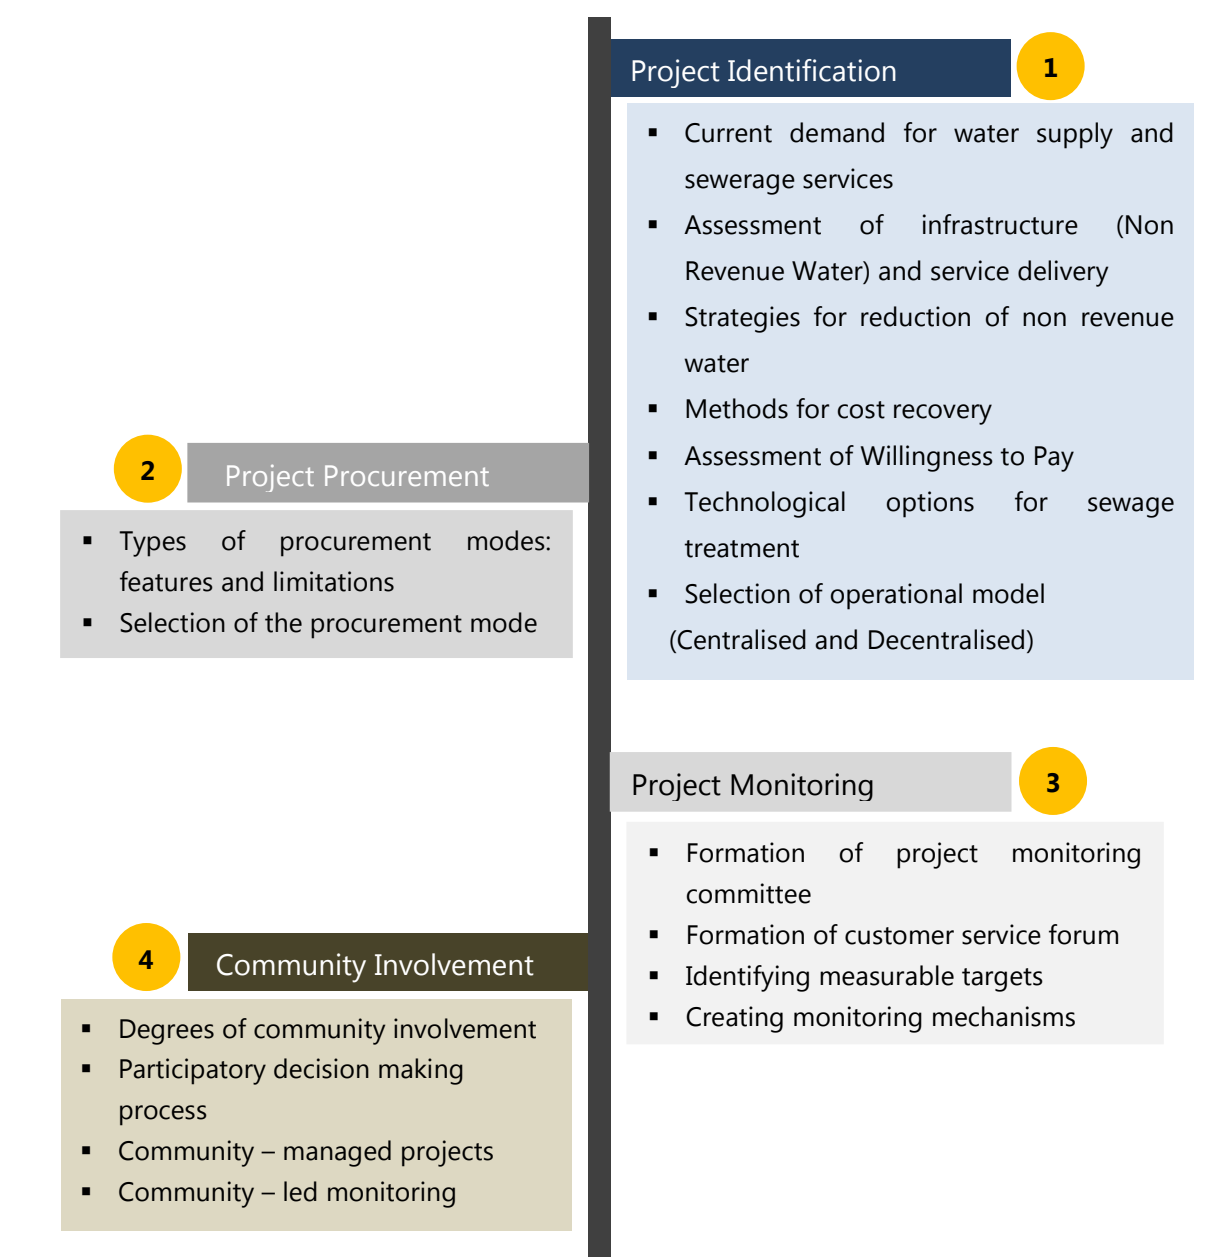 Project Identification
1
▪ Current demand for water supply and
sewerage services
▪ Assessment of infrastructure (Non
Revenue Water) and service delivery
▪ Strategies for reduction of non revenue
water
▪ Methods for cost recovery
▪ Assessment of Willingness to Pay
▪ Technological options for sewage
treatment
▪ Selection of operational model
(Centralised and Decentralised)
2
Project Procurement
▪ Types of procurement modes:
features and limitations
▪ Selection of the procurement mode
Project Monitoring
3
▪ Formation of project monitoring
committee
▪ Formation of customer service forum
▪ Identifying measurable targets
▪ Creating monitoring mechanisms
4
Community Involvement
▪ Degrees of community involvement
▪ Participatory decision making
process
▪ Community – managed projects
▪ Community – led monitoring